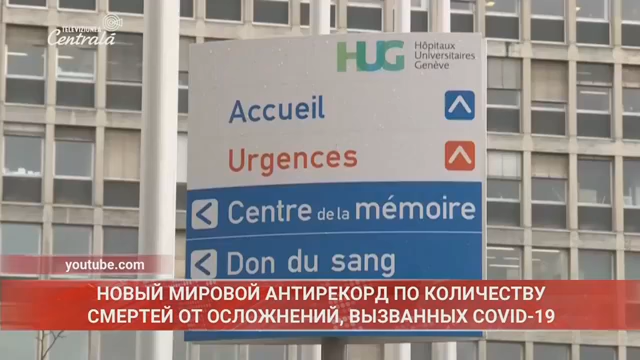 TELEVIZIUNEA
Centrală
HUG
Hôpitaux
Universitaires
Genève
Accueil
Urgences
Centre de la mémoire
Don du sang
youtube.com
НОВЫЙ МИРОВОЙ АНТИРЕКОРД ПО КОЛИЧЕСТВУ
СМЕРТЕЙ ОТ ОСЛОЖНЕНИЙ, ВЫЗВАННЫХ COVID-19